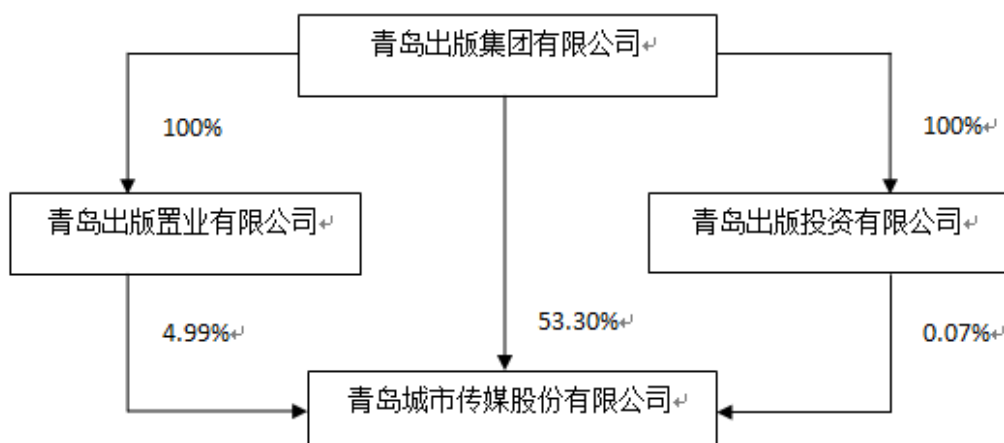 青岛出版集团有限公司
100%
100%
青岛出版置业有限公司
青岛出版投资有限公司
4.99%
53.30%
0.07%
青岛城市传媒股份有限公司